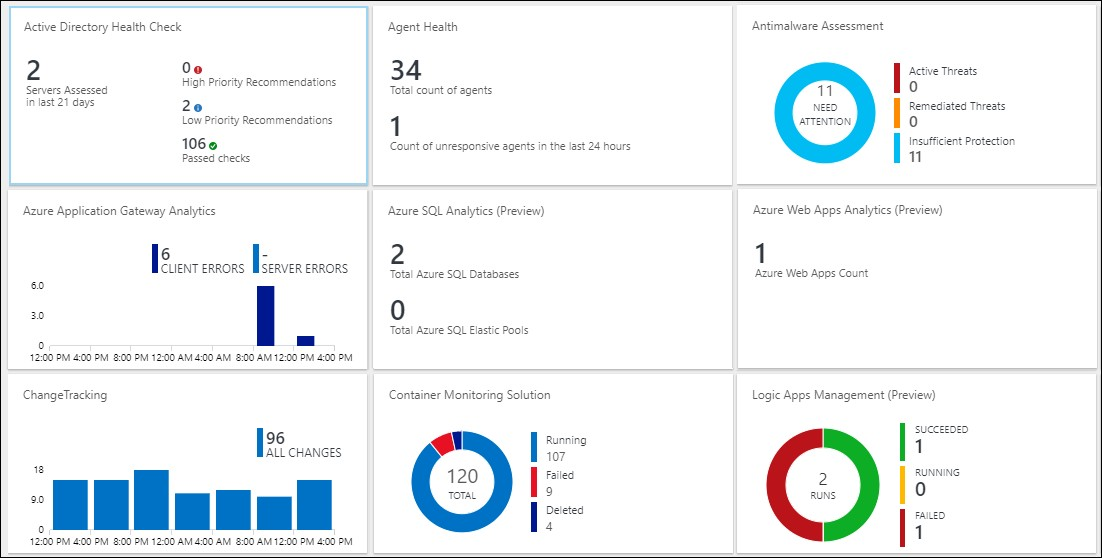 Active Directory Health Check
2
Servers Assessed
in last 21 days
0
High Priority Recommendations
2
Low Priority Recommendations
106
Passed checks
Agent Health
34
Total count of agents
1
Count of unresponsive agents in the last 24 hours
Antimalware Assessment
11
NEED
ATTENTION
Active Threats
0
Remediated Threats
0
Insufficient Protection
11
Azure Application Gateway Analytics
6
CLIENT ERRORS
-
SERVER ERRORS
6.0
3.0
0
12:00 PM 4:00 PM 8:00 PM 12:00 AM 4:00 AM 8:00 AM 12:00 PM 4:00 PM
Azure SQL Analytics (Preview)
2
Total Azure SQL Databases
0
Total Azure SQL Elastic Pools
Azure Web Apps Analytics (Preview)
1
Azure Web Apps Count
ChangeTracking
96
ALL CHANGES
18
9.0
0
12:00 PM 4:00 PM 8:00 PM 12:00 AM 4:00 AM 8:00 AM 12:00 PM 4:00 PM
Container Monitoring Solution
120
TOTAL
Running
107
Failed
9
Deleted
4
Logic Apps Management (Preview)
2
RUNS
SUCCEEDED
1
RUNNING
0
FAILED
1